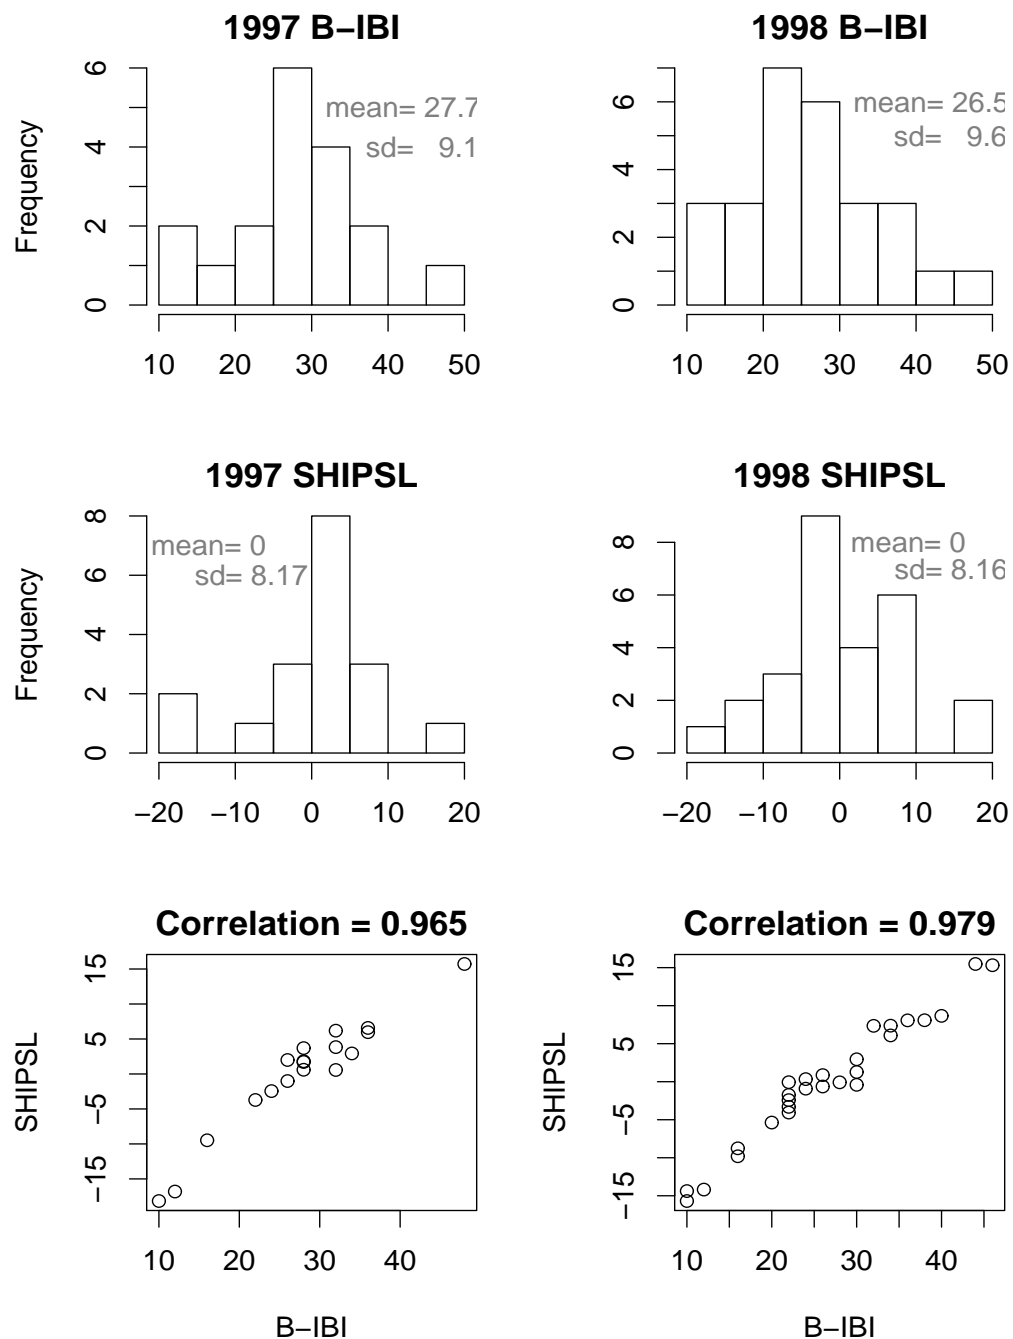 1997 B−IBI
Frequency
0 2 4 6
mean= 27.7
sd= 9.1
10 20 30 40 50
1998 B−IBI
0 2 4 6
mean= 26.5
sd= 9.6
10 20 30 40 50
1997 SHIPSL
Frequency
0 2 4 6 8
mean= 0
sd= 8.17
−20 −10 0 10 20
1998 SHIPSL
0 2 4 6 8
mean= 0
sd= 8.16
−20 −10 0 10 20
Correlation = 0.965
SHIPSL
−15 −5 5 15
10 20 30 40
B−IBI
Correlation = 0.979
SHIPSL
−15 −5 5 15
10 20 30 40
B−IBI